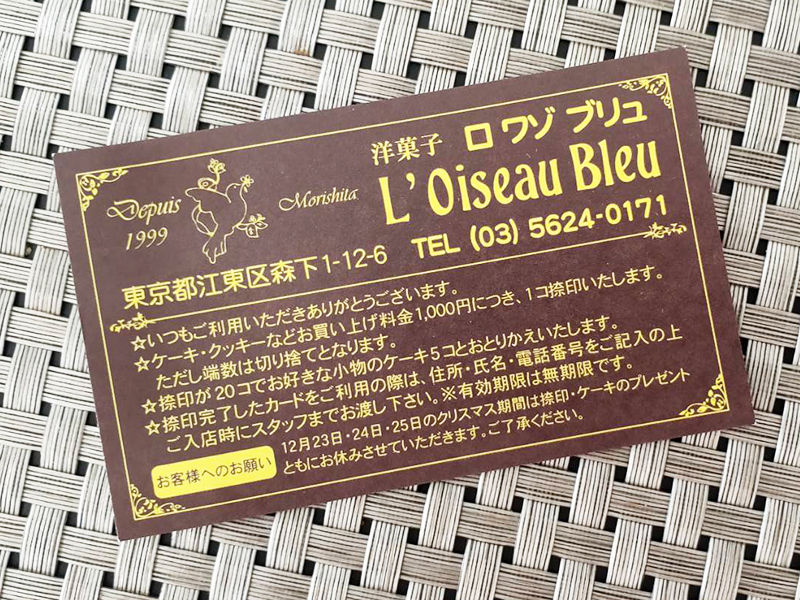 洋菓子 ロワゾ ブリュ
L'Oiseau Bleu
Depuis
1999
Morishita
東京都江東区森下1-12-6 TEL (03) 5624-0171
☆いつもご利用いただきありがとうございます。
☆ケーキ・クッキーなどお買い上げ料金1,000円につき、1コ捺印いたします。
ただし端数は切り捨てとなります。
☆捺印が20コでお好きな小物のケーキ5コとおとりかえいたします。
☆捺印完了したカードをご利用の際は、住所・氏名・電話番号をご記入の上
ご入店時にスタッフまでお渡し下さい。※有効期限は無期限です。
お客様へのお願い
12月23日・24日・25日のクリスマス期間は捺印・ケーキのプレゼント
ともにお休みさせていただきます。ご了承ください。